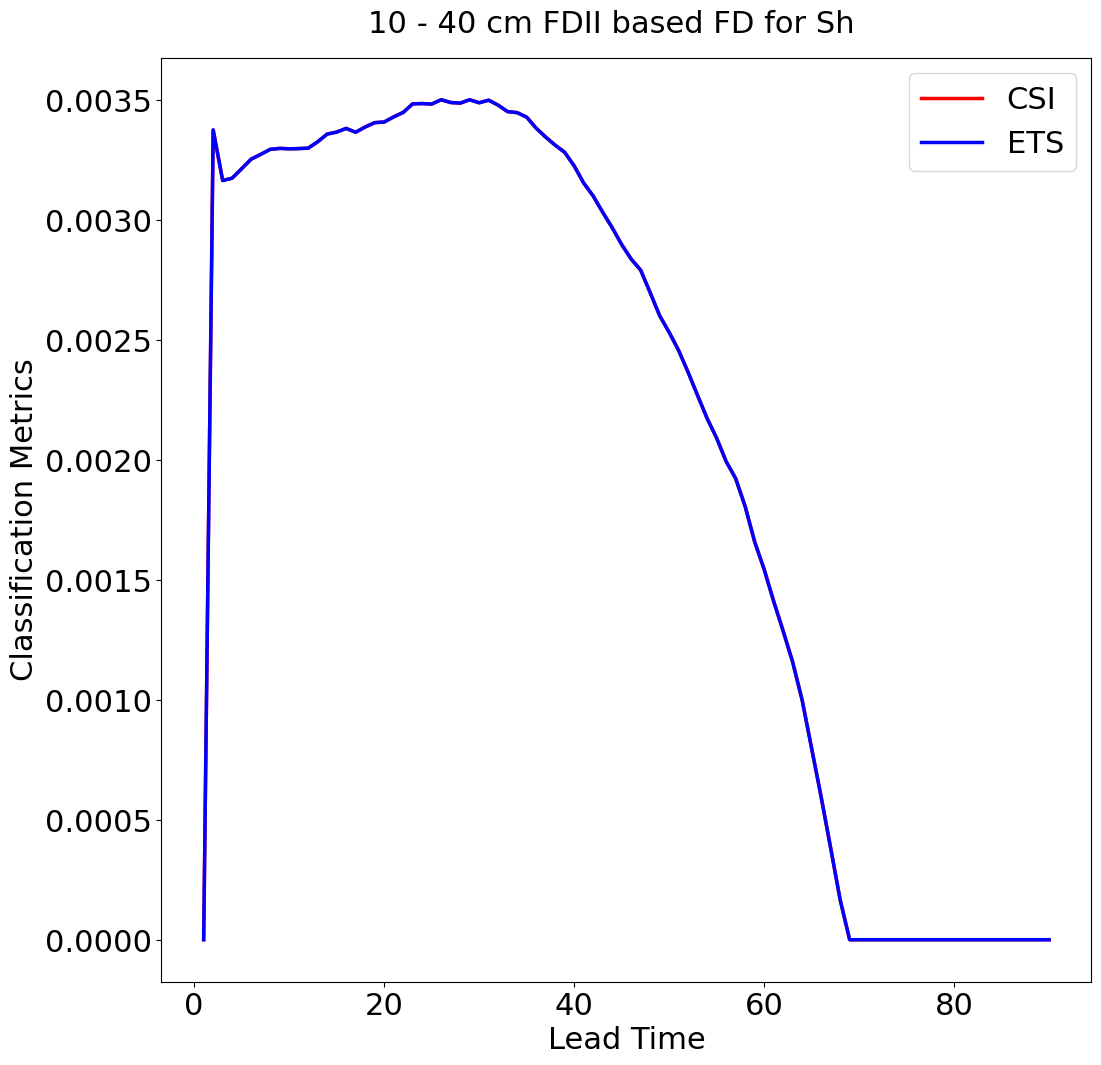 10 - 40 cm FDII based FD for Sh
CSI
ETS
Classification Metrics
0.0035
0.0030
0.0025
0.0020
0.0015
0.0010
0.0005
0.0000
0 20 40 60 80
Lead Time